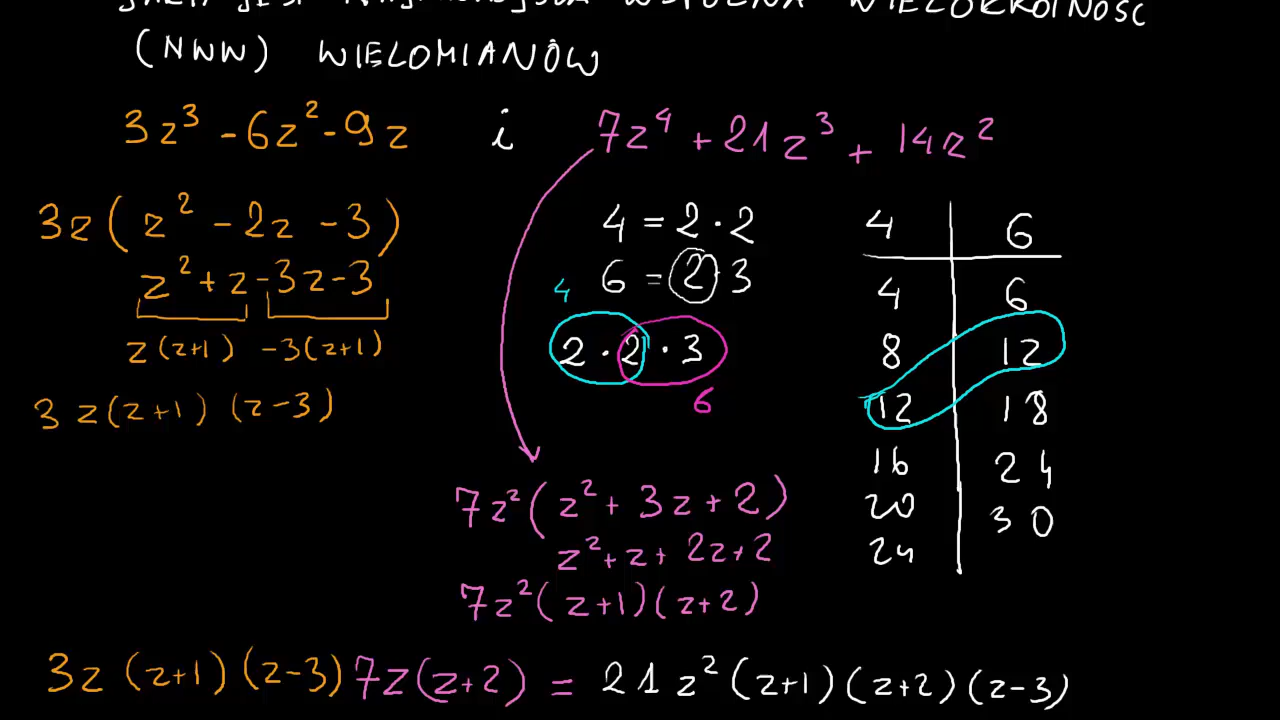 WIELOKROTNOŚĆ
(NWW) WIELOMIANÓW
3z³ - 6z² - 9z i 7z⁴ + 21z³ + 14z²
3z(z² - 2z - 3)
z² + z - 3z - 3
z(z+1) -3(z+1)
3z(z+1)(z-3)
4 = 2·2
6 = 2·3
4
2·2·3
6
4 6
4 6
8 12
12 18
16 24
20 30
24
7z²(z² + 3z + 2)
z² + z + 2z + 2
7z²(z+1)(z+2)
3z(z+1)(z-3)7z(z+2) = 21z²(z+1)(z+2)(z-3)